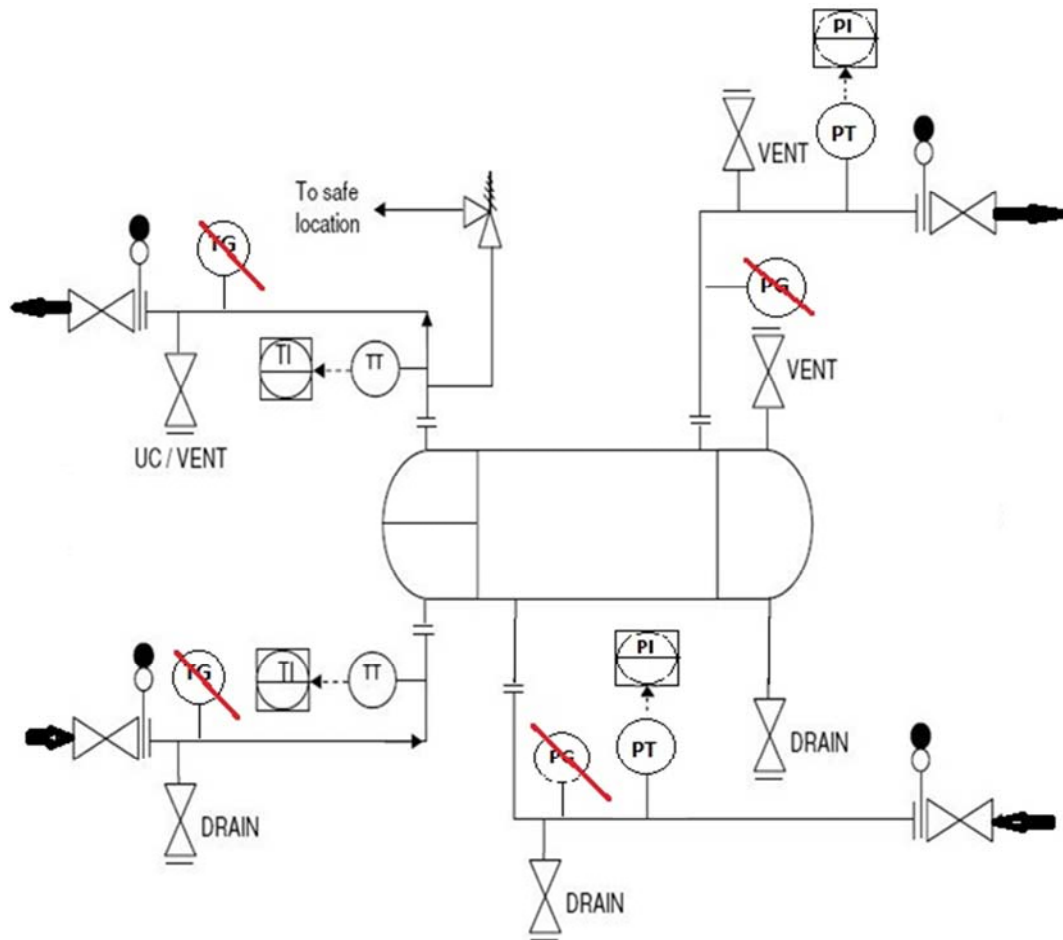 PI
PT
VENT
To safe
location
TG
PG
TI
TT
VENT
UC / VENT
TG
TI
TT
PI
PG
PT
DRAIN
DRAIN
DRAIN